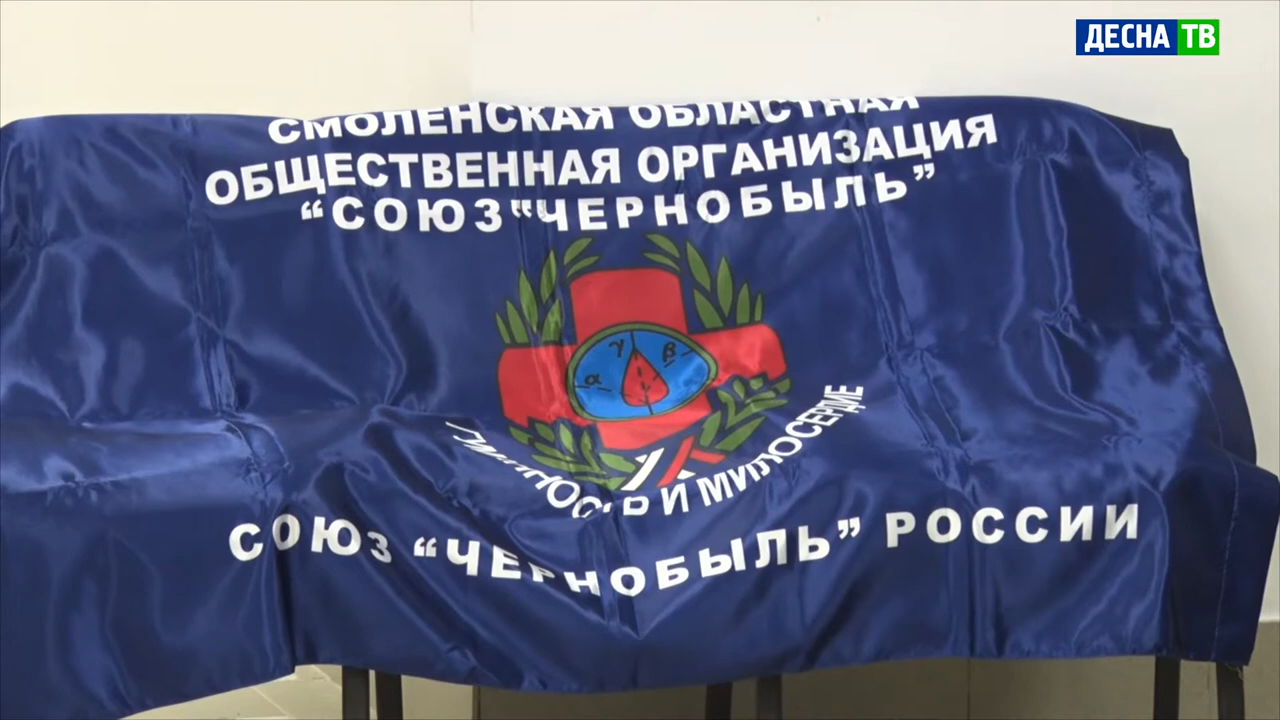 ДЕСНА ТВ
СМОЛЕНСКАЯ ОБЛАСТНАЯ
ОБЩЕСТВЕННАЯ ОРГАНИЗАЦИЯ
“СОЮЗ “ЧЕРНОБЫЛЬ”
γ
β
α
И МИЛОСЕРДИЕ
СОЮЗ “ЧЕРНОБЫЛЬ” РОССИИ